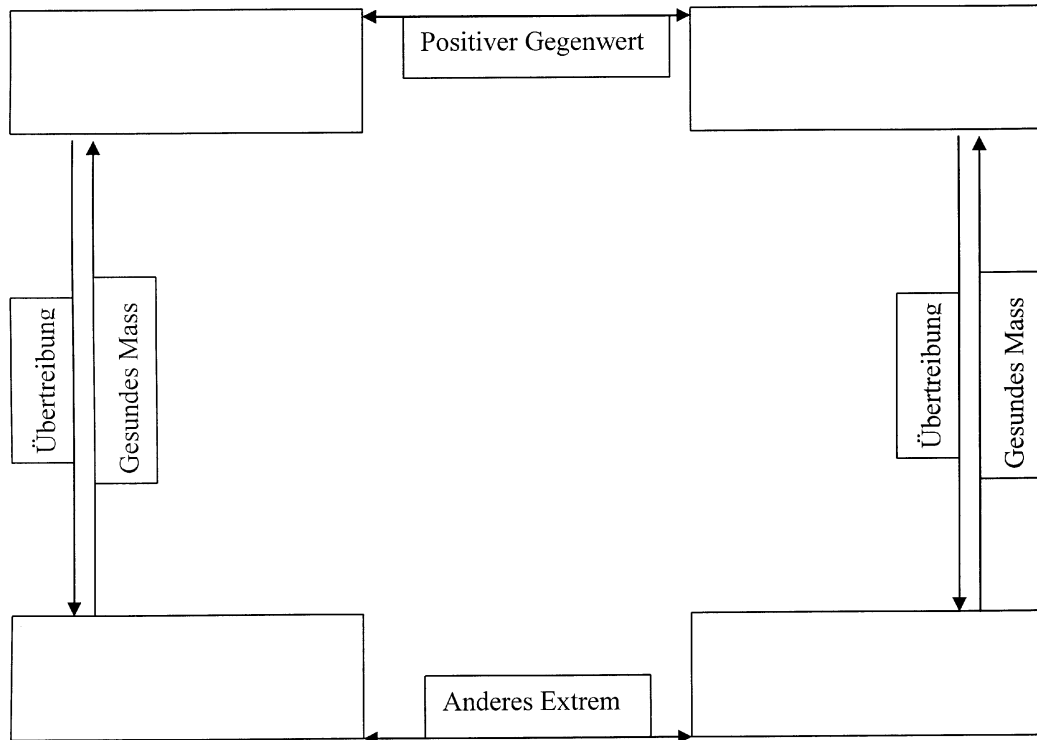 Positiver Gegenwert
Übertreibung
Gesundes Mass
Übertreibung
Gesundes Mass
Anderes Extrem